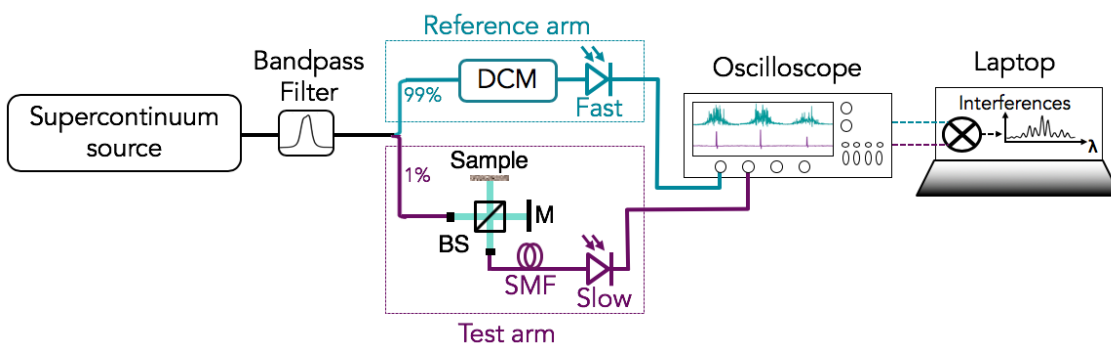 Reference arm
Bandpass
Filter
DCM
99%
Fast
Oscilloscope
Laptop
Interferences
λ
Supercontinuum
source
Sample
1%
M
BS
SMF
Slow
Test arm